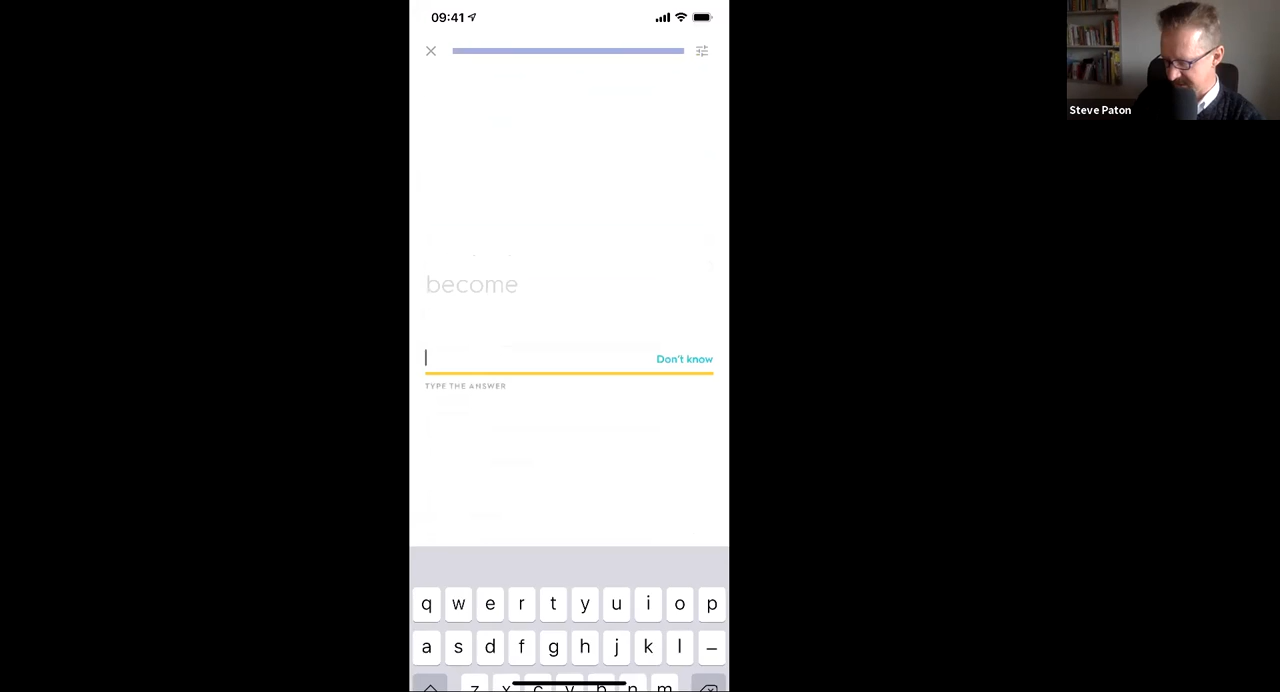 09:41
Steve Paton
become
Don't know
TYPE THE ANSWER
q w e r t y u i o p
a s d f g h j k l –
z x c v b n m